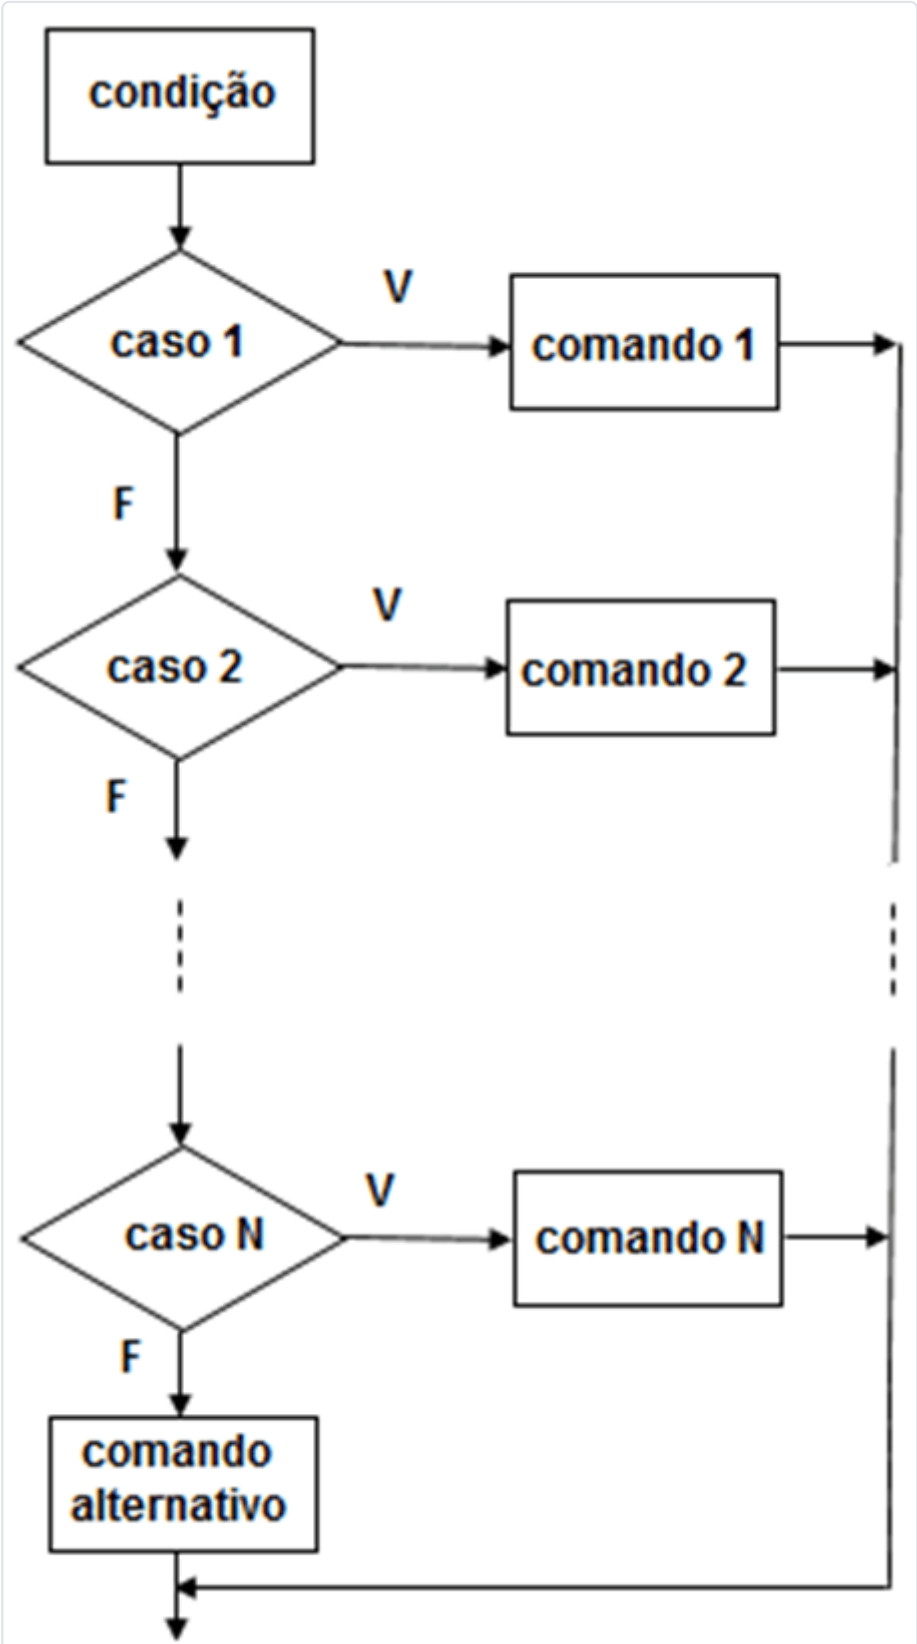 condição
V
caso 1
comando 1
F
V
caso 2
comando 2
F
V
caso N
comando N
F
comando
alternativo